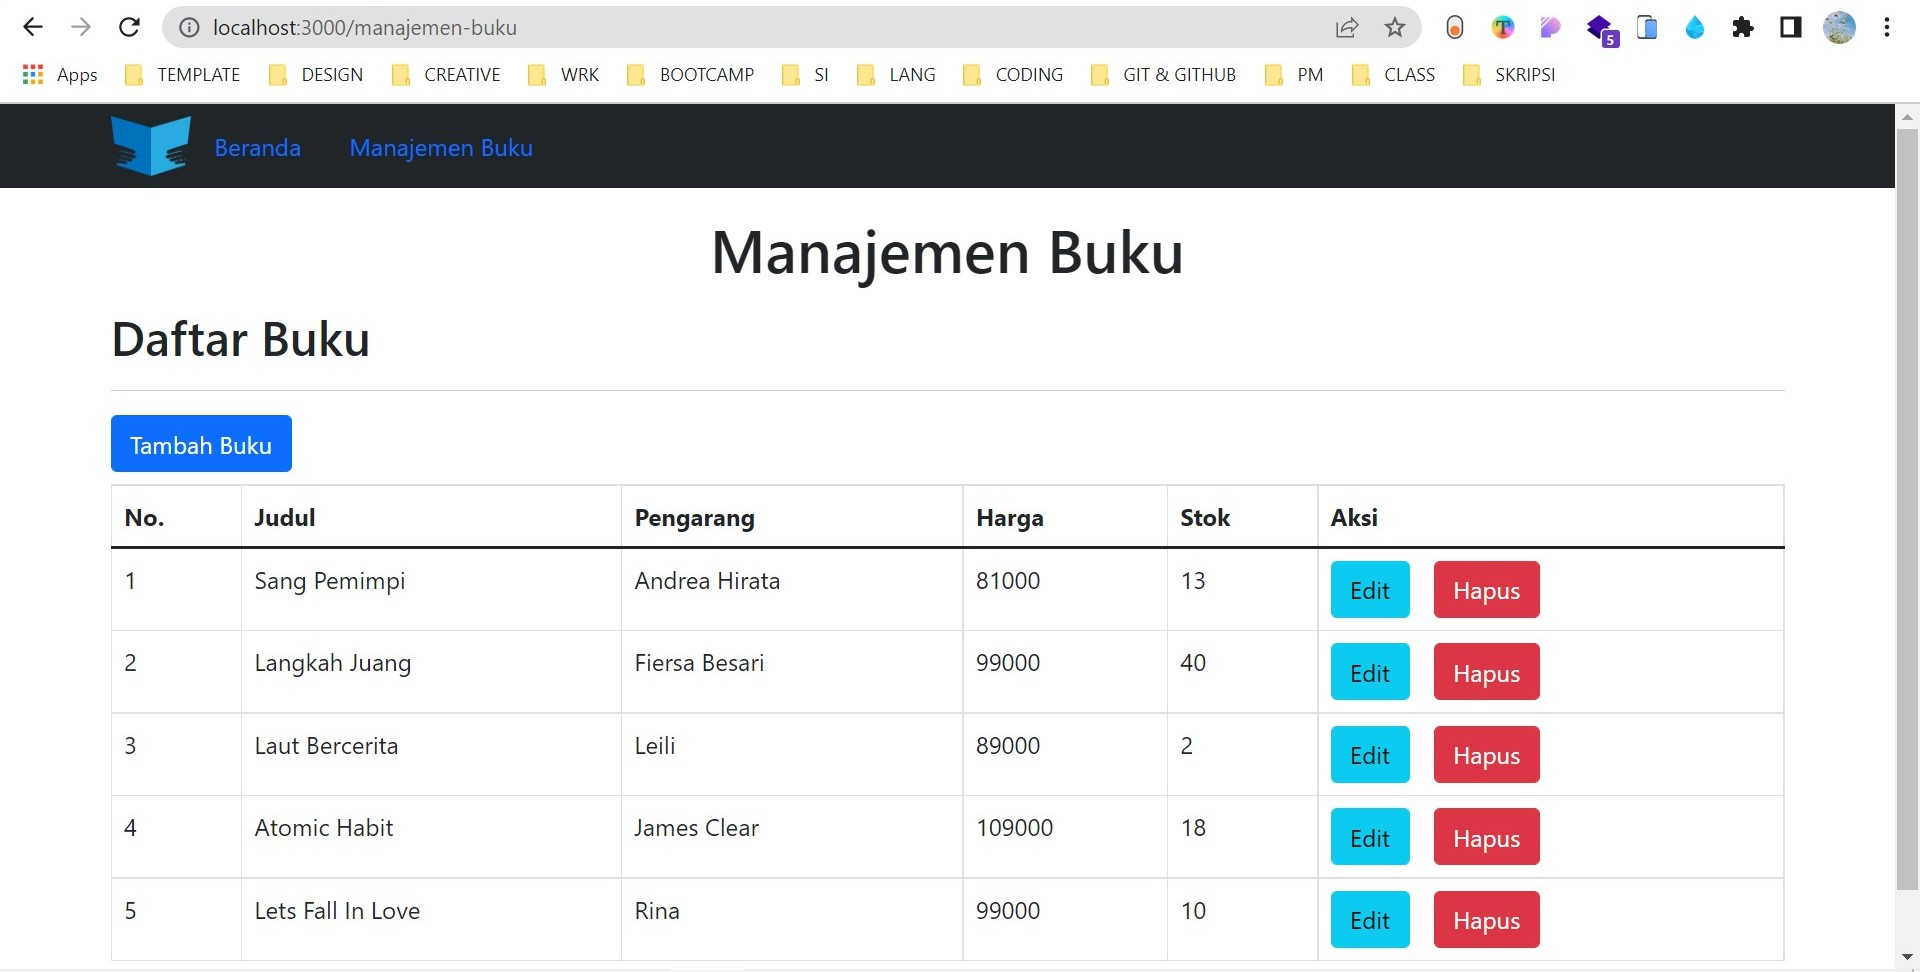 localhost:3000/manajemen-buku
5
Apps TEMPLATE DESIGN CREATIVE WRK BOOTCAMP SI LANG CODING GIT & GITHUB PM CLASS SKRIPSI
Beranda Manajemen Buku
Manajemen Buku
Daftar Buku
Tambah Buku
No. Judul Pengarang Harga Stok Aksi
1 Sang Pemimpi Andrea Hirata 81000 13 Edit Hapus
2 Langkah Juang Fiersa Besari 99000 40 Edit Hapus
3 Laut Bercerita Leili 89000 2 Edit Hapus
4 Atomic Habit James Clear 109000 18 Edit Hapus
5 Lets Fall In Love Rina 99000 10 Edit Hapus